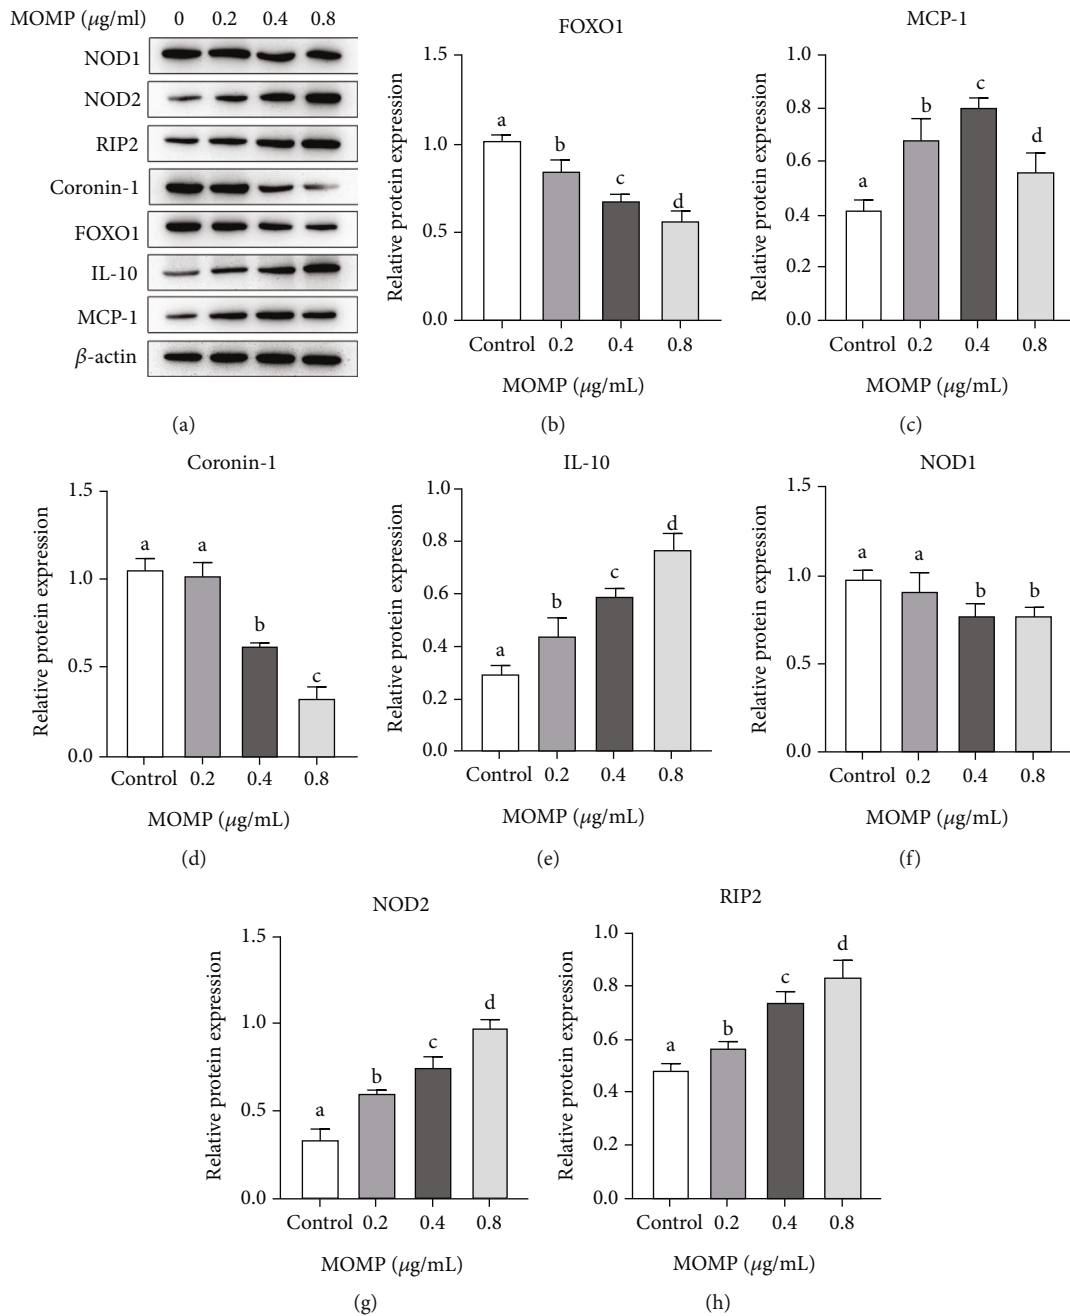 MOMP (μg/ml) 0 0.2 0.4 0.8
NOD1
NOD2
RIP2
Coronin-1
FOXO1
IL-10
MCP-1
β-actin
(a)
FOXO1
Relative protein expression
1.5
1.0
0.5
0.0
a
b
c
d
Control 0.2 0.4 0.8
MOMP (μg/mL)
(b)
MCP-1
Relative protein expression
1.0
0.8
0.6
0.4
0.2
0.0
a
b
c
d
Control 0.2 0.4 0.8
MOMP (μg/mL)
(c)
Coronin-1
Relative protein expression
1.5
1.0
0.5
0.0
a
a
b
c
Control 0.2 0.4 0.8
MOMP (μg/mL)
(d)
IL-10
Relative protein expression
1.0
0.8
0.6
0.4
0.2
0.0
a
b
c
d
Control 0.2 0.4 0.8
MOMP (μg/mL)
(e)
NOD1
Relative protein expression
1.5
1.0
0.5
0.0
a
a
b
b
Control 0.2 0.4 0.8
MOMP (μg/mL)
(f)
NOD2
Relative protein expression
1.5
1.0
0.5
0.0
a
b
c
d
Control 0.2 0.4 0.8
MOMP (μg/mL)
(g)
RIP2
Relative protein expression
1.0
0.8
0.6
0.4
0.2
0.0
a
b
c
d
Control 0.2 0.4 0.8
MOMP (μg/mL)
(h)